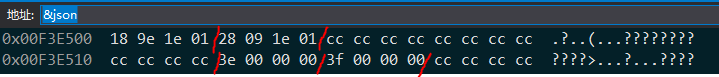 地址: &json
0x00F3E500 18 9e 1e 01 28 09 1e 01 cc cc cc cc cc cc cc cc .?..(...????????
0x00F3E510 cc cc cc cc 3e 00 00 00 3f 00 00 00 cc cc cc cc ????>...?...????